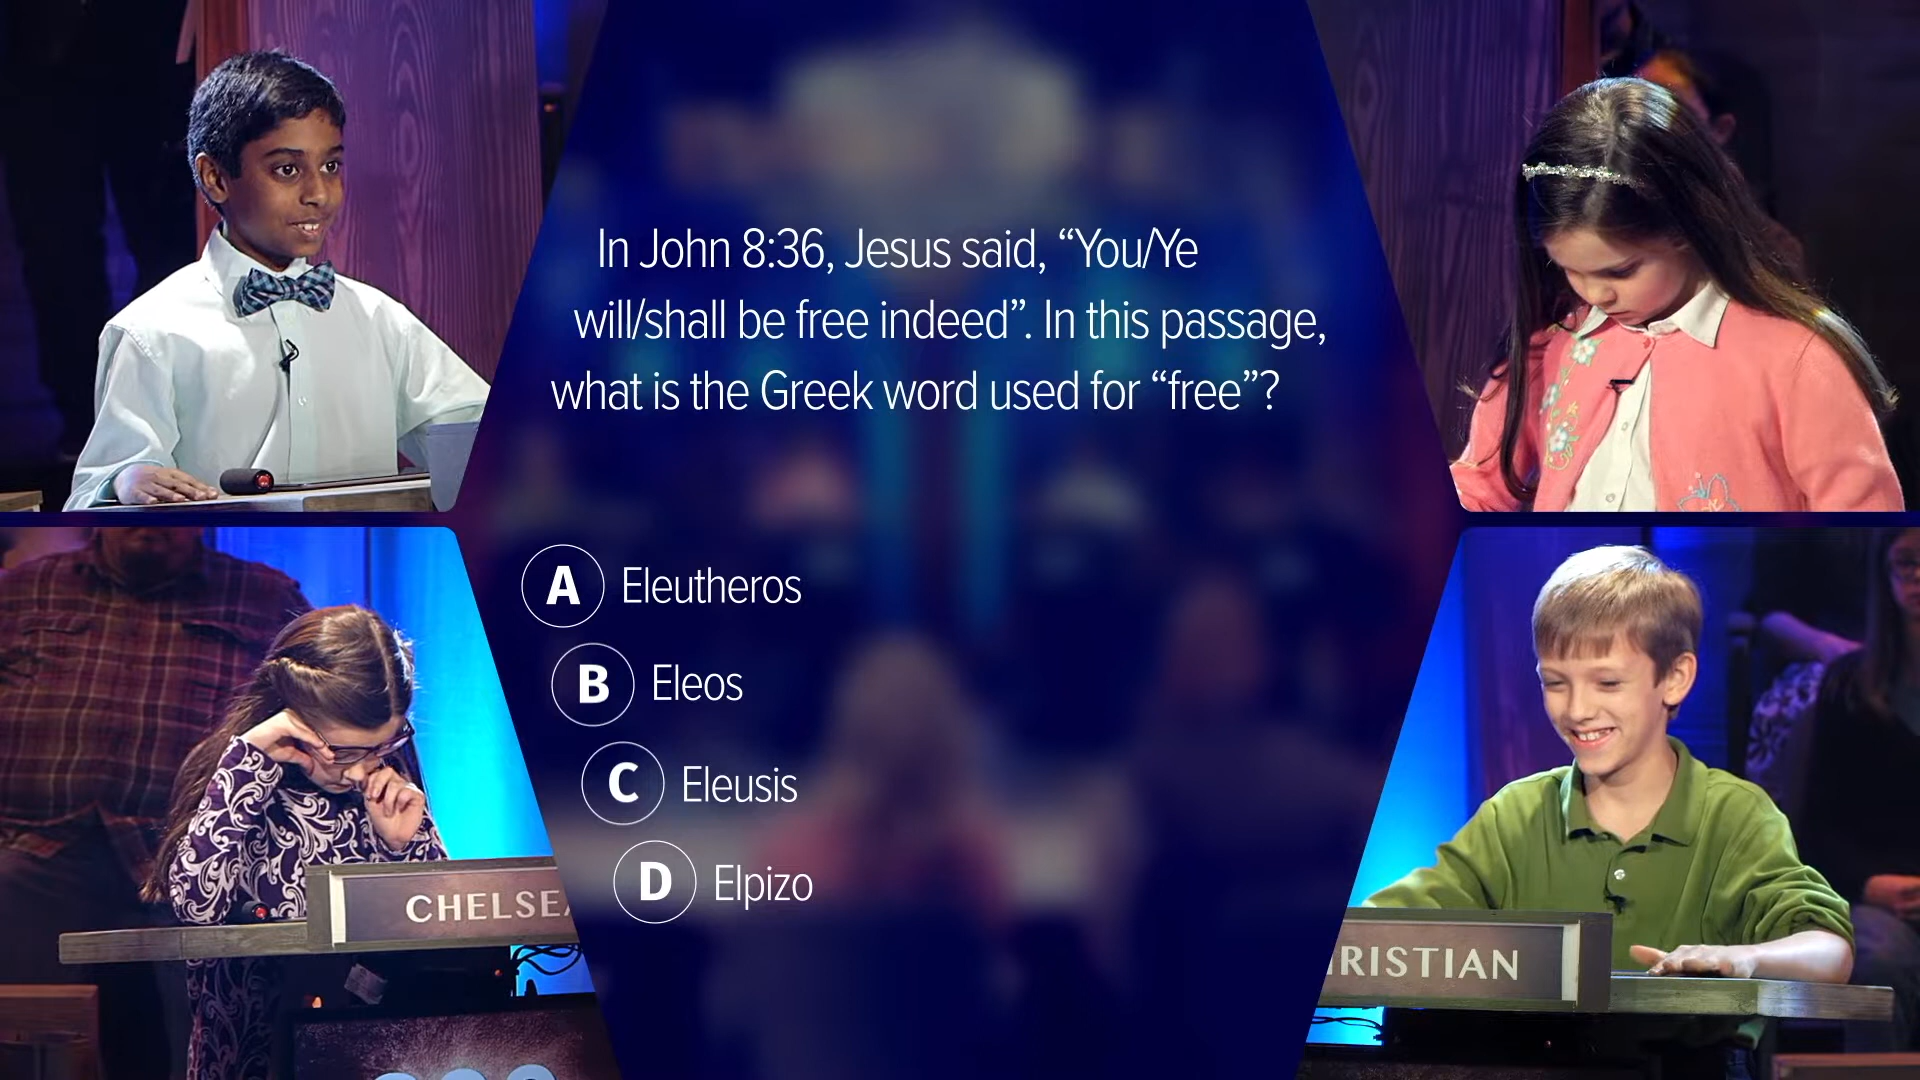 In John 8:36, Jesus said, “You/Ye
will/shall be free indeed”. In this passage,
what is the Greek word used for “free”?
A Eleutheros
B Eleos
C Eleusis
D Elpizo
CHELSEA
RISTIAN